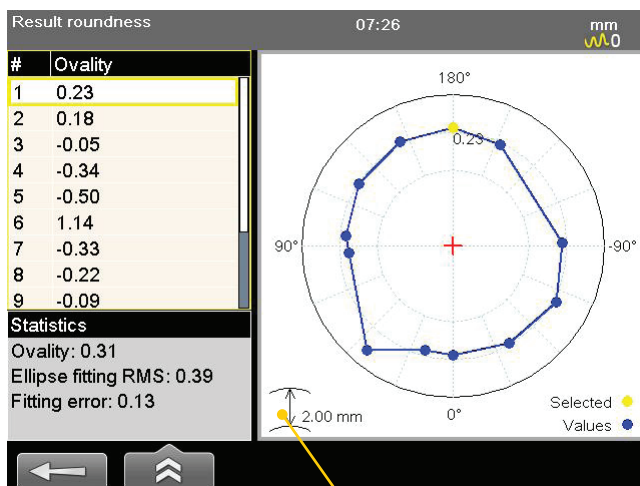 Result roundness 07:26 mm
0
# Ovality
1 0.23
2 0.18
3 -0.05
4 -0.34
5 -0.50
6 1.14
7 -0.33
8 -0.22
9 -0.09
Statistics
Ovality: 0.31
Ellipse fitting RMS: 0.39
Fitting error: 0.13
180°
0.23
90°
-90°
0°
2.00 mm
Selected
Values